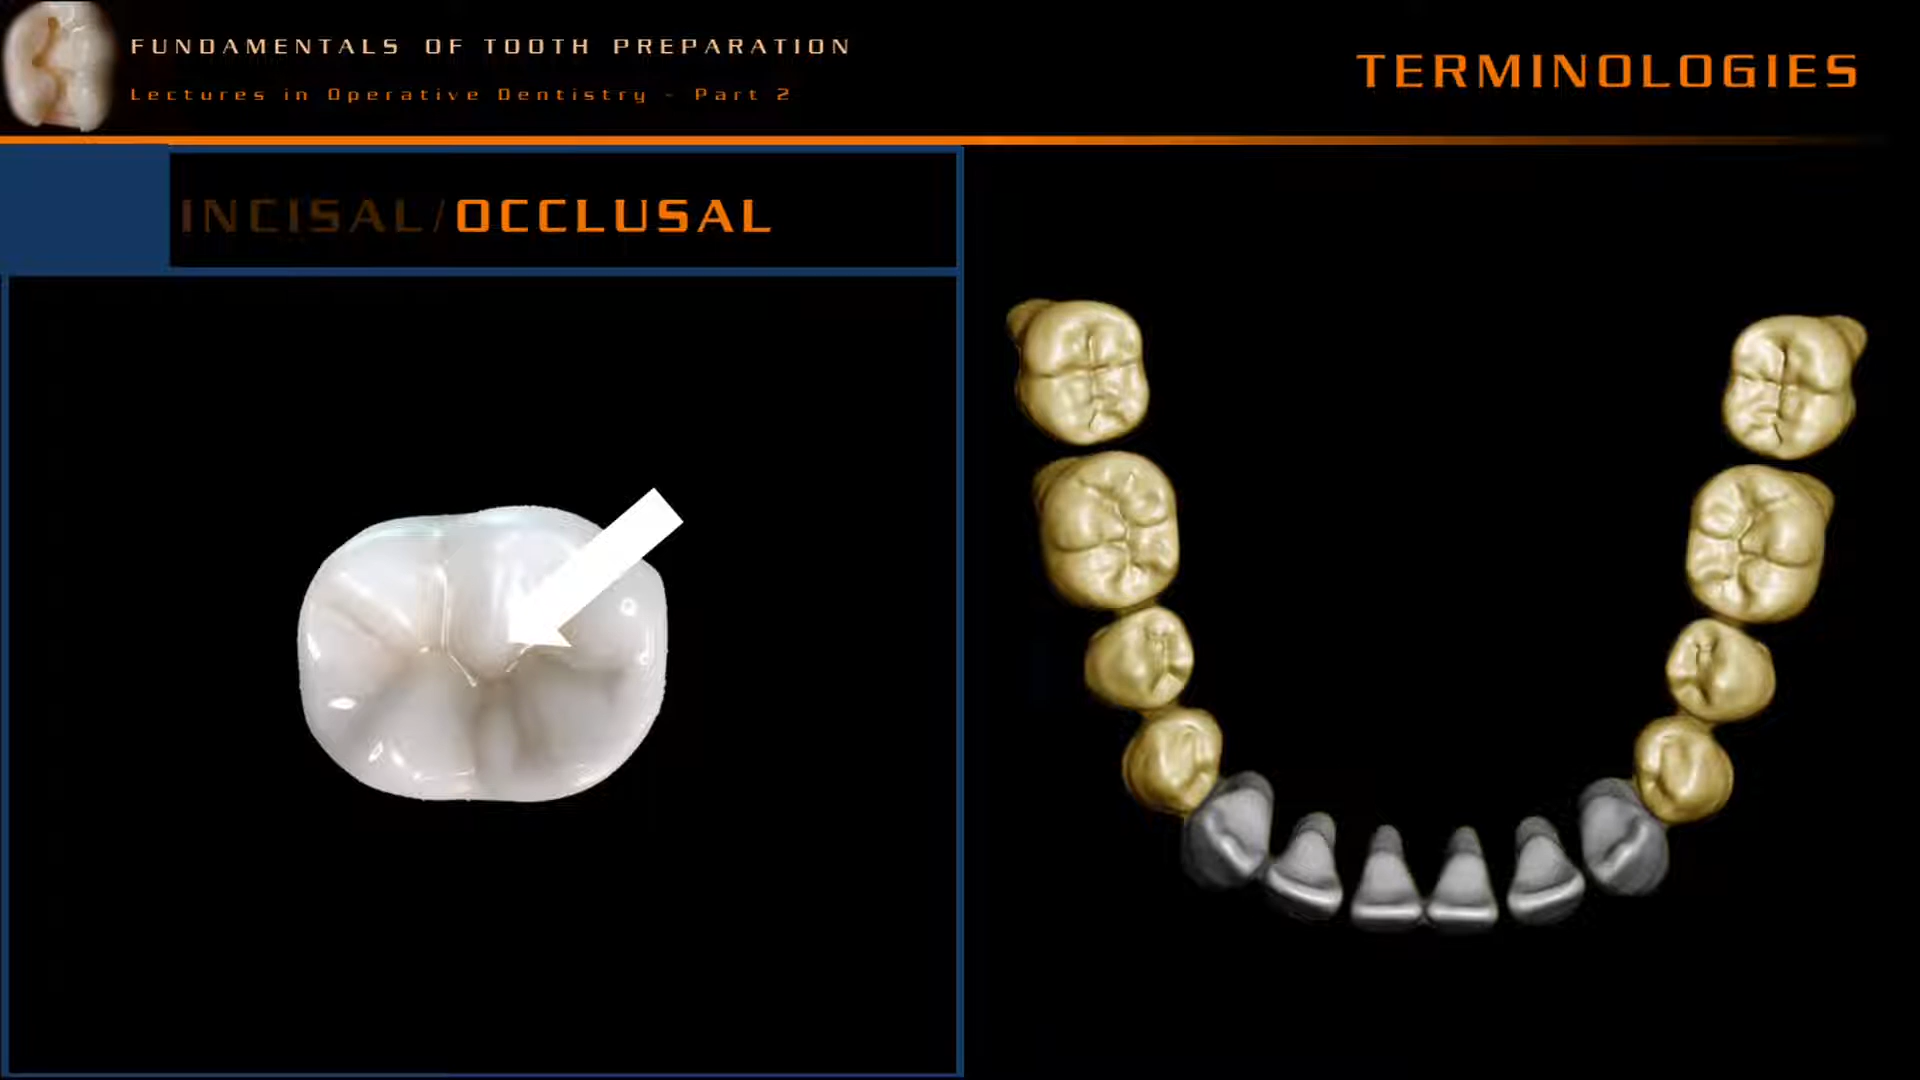 FUNDAMENTALS OF TOOTH PREPARATION
Lectures in Operative Dentistry - Part 2
TERMINOLOGIES
INCISAL/OCCLUSAL